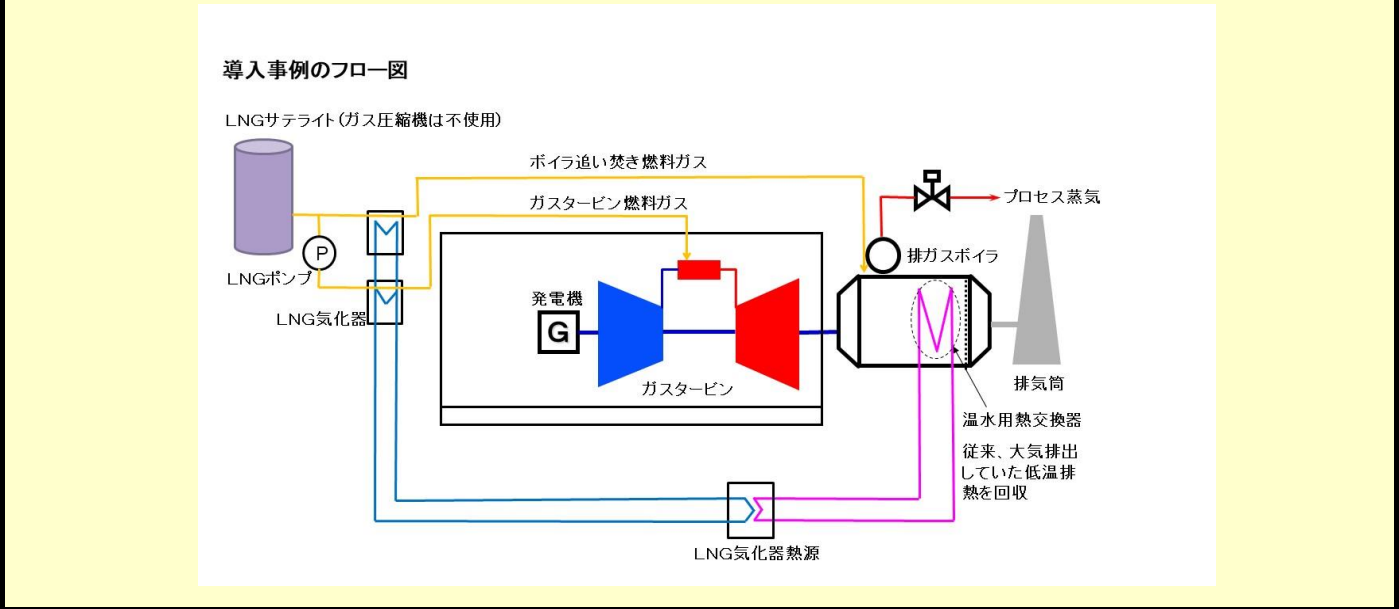 導入事例のフロー図
LNGサテライト(ガス圧縮機は不使用)
ボイラ追い焚き燃料ガス
ガスタービン燃料ガス
プロセス蒸気
P
排ガスボイラ
LNGポンプ
発電機
LNG気化器
G
ガスタービン
排気筒
温水用熱交換器
従来、大気排出
していた低温排
熱を回収
LNG気化器熱源